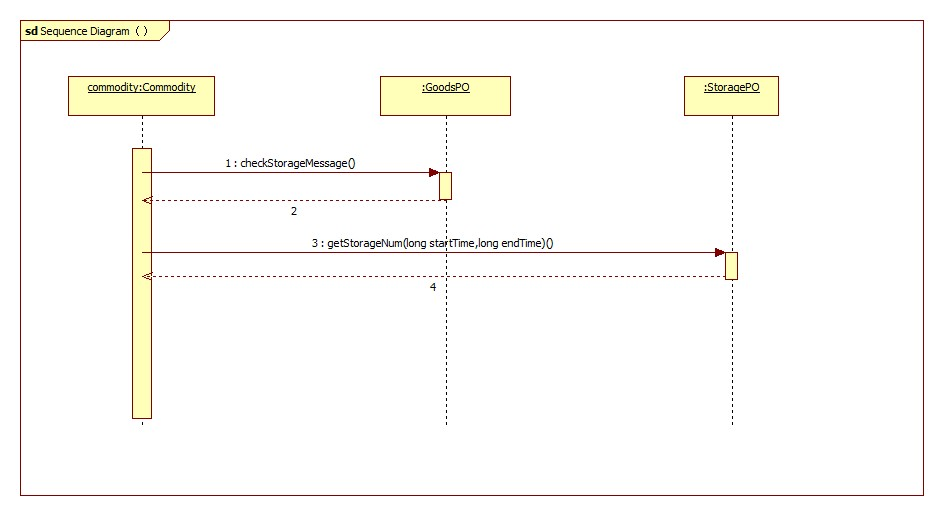 sd Sequence Diagram ( )
commodity:Commodity
:GoodsPO
:StoragePO
1 : checkStorageMessage()
2
3 : getStorageNum(long startTime,long endTime)()
4